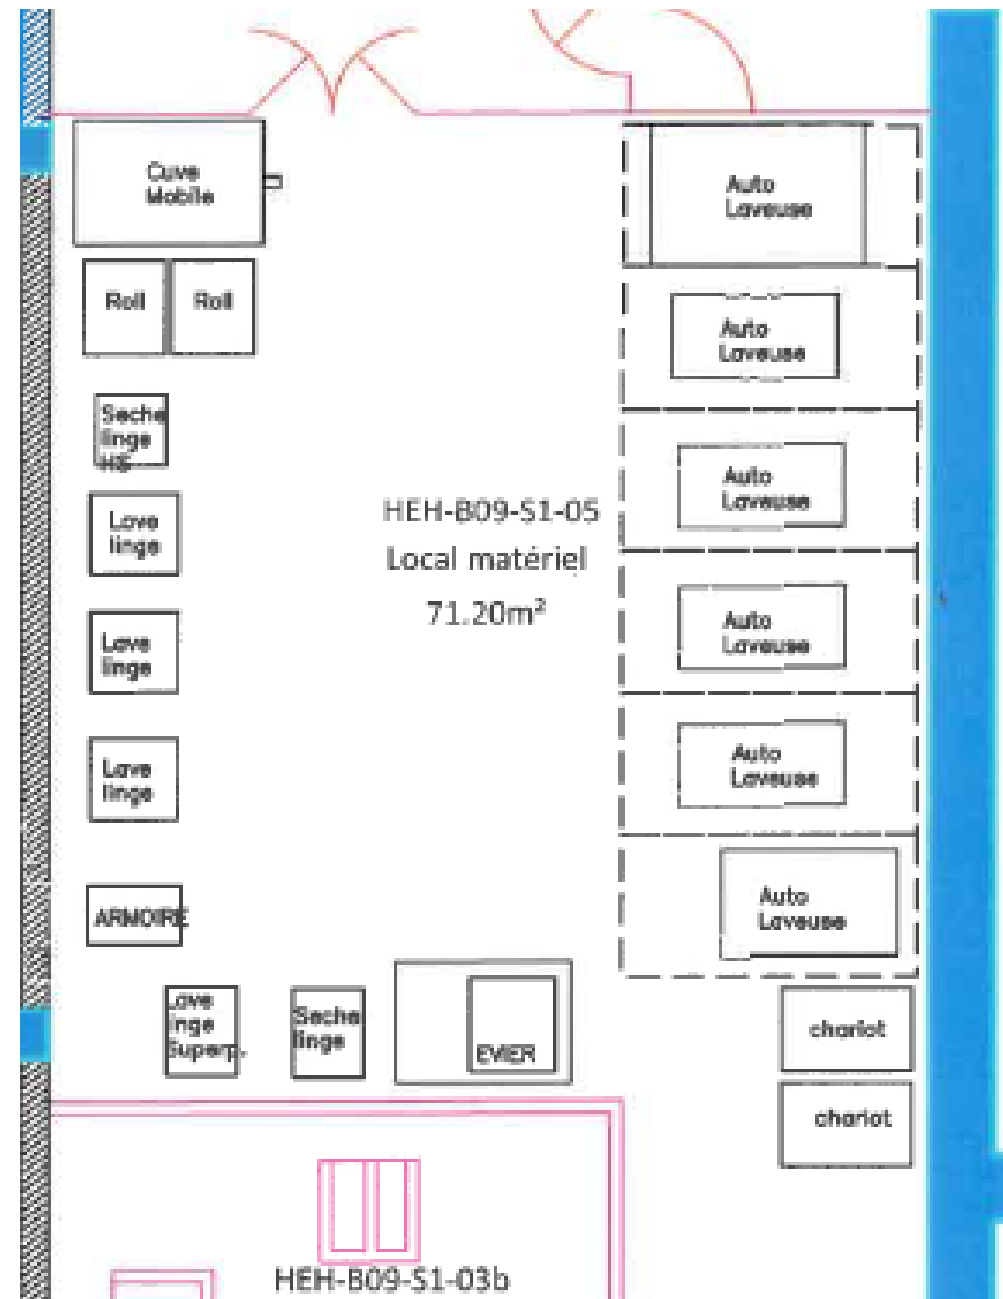 Cuve
Mobile
Auto
Laveuse
Roll
Roll
Auto
Laveuse
Seche
linge
HS
Auto
Laveuse
Lave
linge
HEH-B09-S1-05
Local matériel
71.20m²
Auto
Laveuse
Lave
linge
Auto
Laveuse
Lave
linge
Auto
Laveuse
ARMOIRE
Lave
linge
Superp.
Seche
linge
EVIER
chariot
chariot
HEH-B09-S1-03b